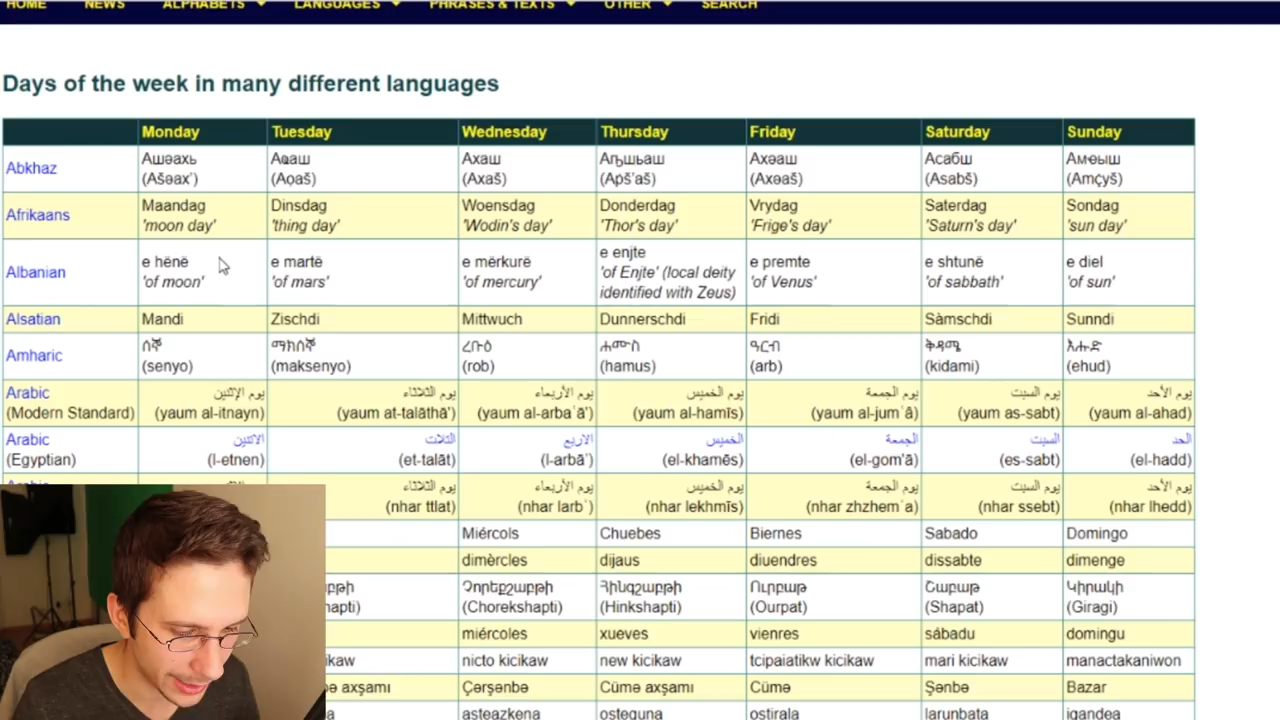 HOME NEWS ALPHABETS LANGUAGES PHRASES & TEXTS OTHER SEARCH
Days of the week in many different languages
Monday Tuesday Wednesday Thursday Friday Saturday Sunday
Abkhaz
Ашәахь (Ašəax’)
Аҩаш (Aọaš)
Ахаш (Axaš)
Аԥшьаш (Apš’aš)
Ахәаш (Axəaš)
Асабш (Asabš)
Амҽыш (Amçyš)
Afrikaans
Maandag 'moon day'
Dinsdag 'thing day'
Woensdag 'Wodin's day'
Donderdag 'Thor's day'
Vrydag 'Frige's day'
Saterdag 'Saturn's day'
Sondag 'sun day'
Albanian
e hënë 'of moon'
e martë 'of mars'
e mërkurë 'of mercury'
e enjte
'of Enjte' (local deity
identified with Zeus)
e premte 'of Venus'
e shtunë 'of sabbath'
e diel 'of sun'
Alsatian Mandi Zischdi Mittwuch Dunnerschdi Fridi Sàmschdi Sunndi
Amharic
ሰኞ (senyo)
ማክሰኞ (maksenyo)
ረቡዕ (rob)
ሐሙስ (hamus)
ዓርብ (arb)
ቅዳሜ (kidami)
እሑድ (ehud)
Arabic
(Modern Standard)
يوم الإثنين (yaum al-itnayn)
يوم الثلاثاء (yaum at-talāthā')
يوم الأربعاء (yaum al-arbaʿā')
يوم الخميس (yaum al-hamīs)
يوم الجمعة (yaum al-jumʿâ)
يوم السبت (yaum as-sabt)
يوم الأحد (yaum al-ahad)
Arabic
(Egyptian)
الاتنين (l-etnen)
التلات (et-talāt)
الاربع (l-arbāʿ)
الخميس (el-khamēs)
الجمعة (el-gomʿā)
السبت (es-sabt)
الحد (el-hadd)
يوم الثلاثاء (nhar ttlat)
يوم الأربعاء (nhar larbʿ)
يوم الخميس (nhar lekhmīs)
يوم الجمعة (nhar zhzhemʿa)
يوم السبت (nhar ssebt)
يوم الأحد (nhar lhedd)
Miércols Chuebes Biernes Sabado Domingo
dimèrcles dijaus diuendres dissabte dimenge
Չորեքշաբթի (Chorekshapti)
Հինգշաբթի (Hinkshapti)
Ուրբաթ (Ourpat)
Շաբաթ (Shapat)
Կիրակի (Giragi)
miércoles xueves vienres sábadu domingu
nicto kicikaw new kicikaw tcipaiatikw kicikaw mari kicikaw manactakaniwon
axşamı Çərşənbə Cümə axşamı Cümə Şənbə Bazar
asteazkena osteguna ostirala larunbata igandea